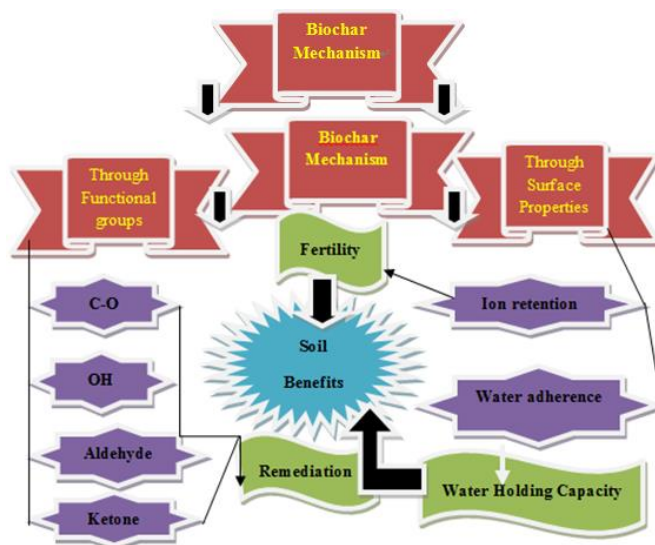 Biochar
Mechanism
Biochar
Mechanism
Through
Functional
groups
Through
Surface
Properties
Fertility
C-O
Ion retention
Soil
Benefits
OH
Water adherence
Aldehyde
Remediation
Water Holding Capacity
Ketone